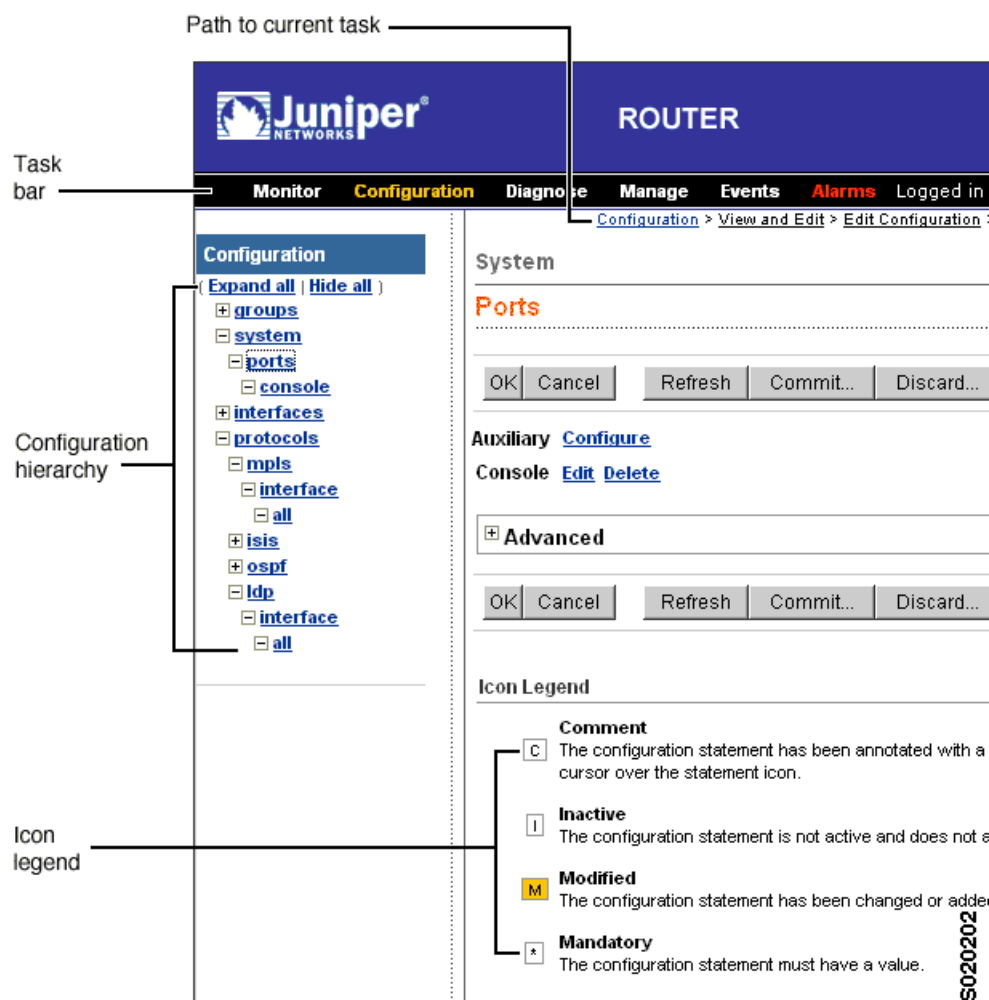 Path to current task
Juniper®
NETWORKS
ROUTER
Task
bar
Monitor Configuration Diagnose Manage Events Alarms Logged in
Configuration > View and Edit > Edit Configuration >
Configuration
( Expand all | Hide all )
groups
system
ports
console
interfaces
protocols
mpls
interface
all
isis
ospf
ldp
interface
all
Configuration
hierarchy
System
Ports
OK Cancel Refresh Commit... Discard...
Auxiliary Configure
Console Edit Delete
Advanced
OK Cancel Refresh Commit... Discard...
Icon Legend
Icon
legend
Comment
C The configuration statement has been annotated with a
cursor over the statement icon.
Inactive
I The configuration statement is not active and does not a
Modified
M The configuration statement has been changed or added
Mandatory
* The configuration statement must have a value.
S020202